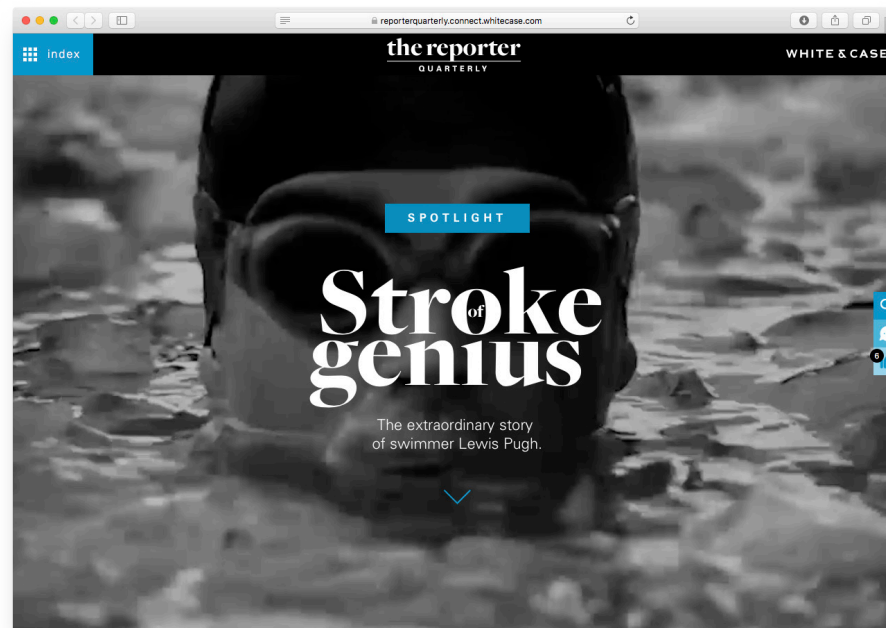 reporterquarterly.connect.whitecase.com
index
the reporter
QUARTERLY
WHITE & CASE
SPOTLIGHT
Stroke of
genius
The extraordinary story
of swimmer Lewis Pugh.
6